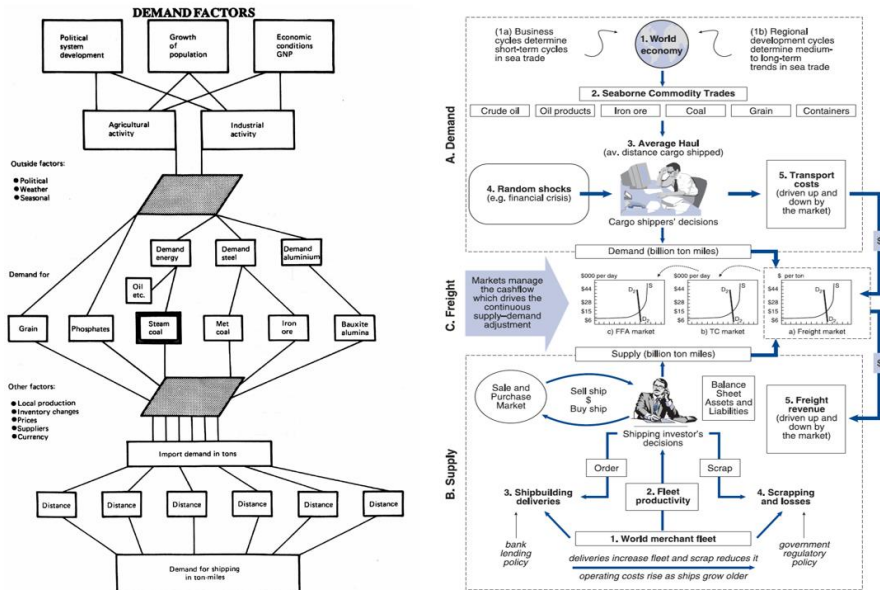 DEMAND FACTORS
Political
system
development
Growth
of
population
Economic
conditions
GNP
Agricultural
activity
Industrial
activity
Outside factors:
● Political
● Weather
● Seasonal
Demand
energy
Demand
steel
Demand
aluminium
Demand for
Oil
etc.
Grain
Phosphates
Steam
coal
Met
coal
Iron
ore
Bauxite
alumina
Other factors:
● Local production
● Inventory changes
● Prices
● Suppliers
● Currency
Import demand in tons
Distance
Distance
Distance
Distance
Distance
Distance
Demand for shipping
in ton-miles
A. Demand
(1a) Business
cycles determine
short-term cycles
in sea trade
1. World
economy
(1b) Regional
development cycles
determine medium-
to long-term
trends in sea trade
2. Seaborne Commodity Trades
Crude oil
Oil products
Iron ore
Coal
Grain
Containers
3. Average Haul
(av. distance cargo shipped)
4. Random shocks
(e.g. financial crisis)
Cargo shippers' decisions
5. Transport
costs
(driven up and
down by
the market)
Demand (billion ton miles)
C. Freight
Markets manage
the cashflow
which drives the
continuous
supply–demand
adjustment
$000 per day
$44
$28
$15
$6
S
c) FFA market
$000 per day
$44
$28
$15
$6
S
b) TC market
$ per ton
$44
$28
$15
$6
S
a) Freight market
Supply (billion ton miles)
B. Supply
Sale and
Purchase
Market
Sell ship
$
Buy ship
Shipping investor's
decisions
Balance
Sheet
Assets and
Liabilities
5. Freight
revenue
(driven up and
down by
the market)
Order
Scrap
3. Shipbuilding
deliveries
2. Fleet
productivity
4. Scrapping
and losses
1. World merchant fleet
bank
lending
policy
deliveries increase fleet and scrap reduces it
operating costs rise as ships grow older
government
regulatory
policy